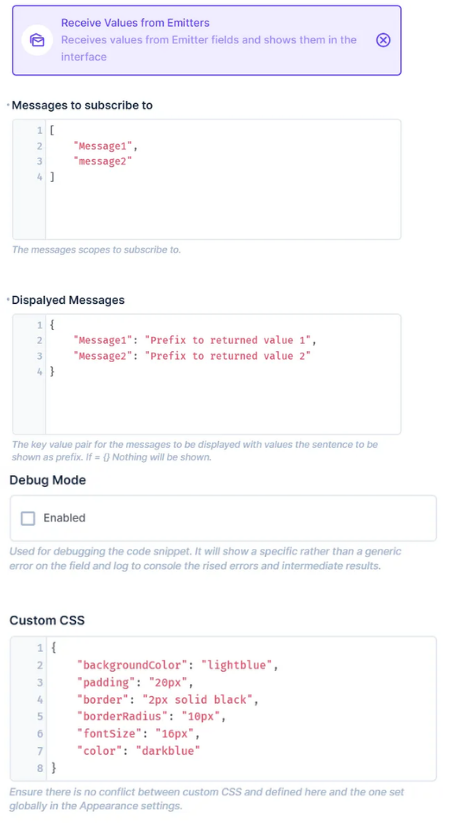 Receive Values from Emitters
Receives values from Emitter fields and shows them in the
interface
* Messages to subscribe to
1 [
2 "Message1",
3 "message2"
4 ]
The messages scopes to subscribe to.
* Dispalyed Messages
1 {
2 "Message1": "Prefix to returned value 1",
3 "Message2": "Prefix to returned value 2"
4 }
The key value pair for the messages to be displayed with values the sentence to be
shown as prefix. If = {} Nothing will be shown.
Debug Mode
Enabled
Used for debugging the code snippet. It will show a specific rather than a generic
error on the field and log to console the rised errors and intermediate results.
Custom CSS
1 {
2 "backgroundColor": "lightblue",
3 "padding": "20px",
4 "border": "2px solid black",
5 "borderRadius": "10px",
6 "fontSize": "16px",
7 "color": "darkblue"
8 }
Ensure there is no conflict between custom CSS and defined here and the one set
globally in the Appearance settings.